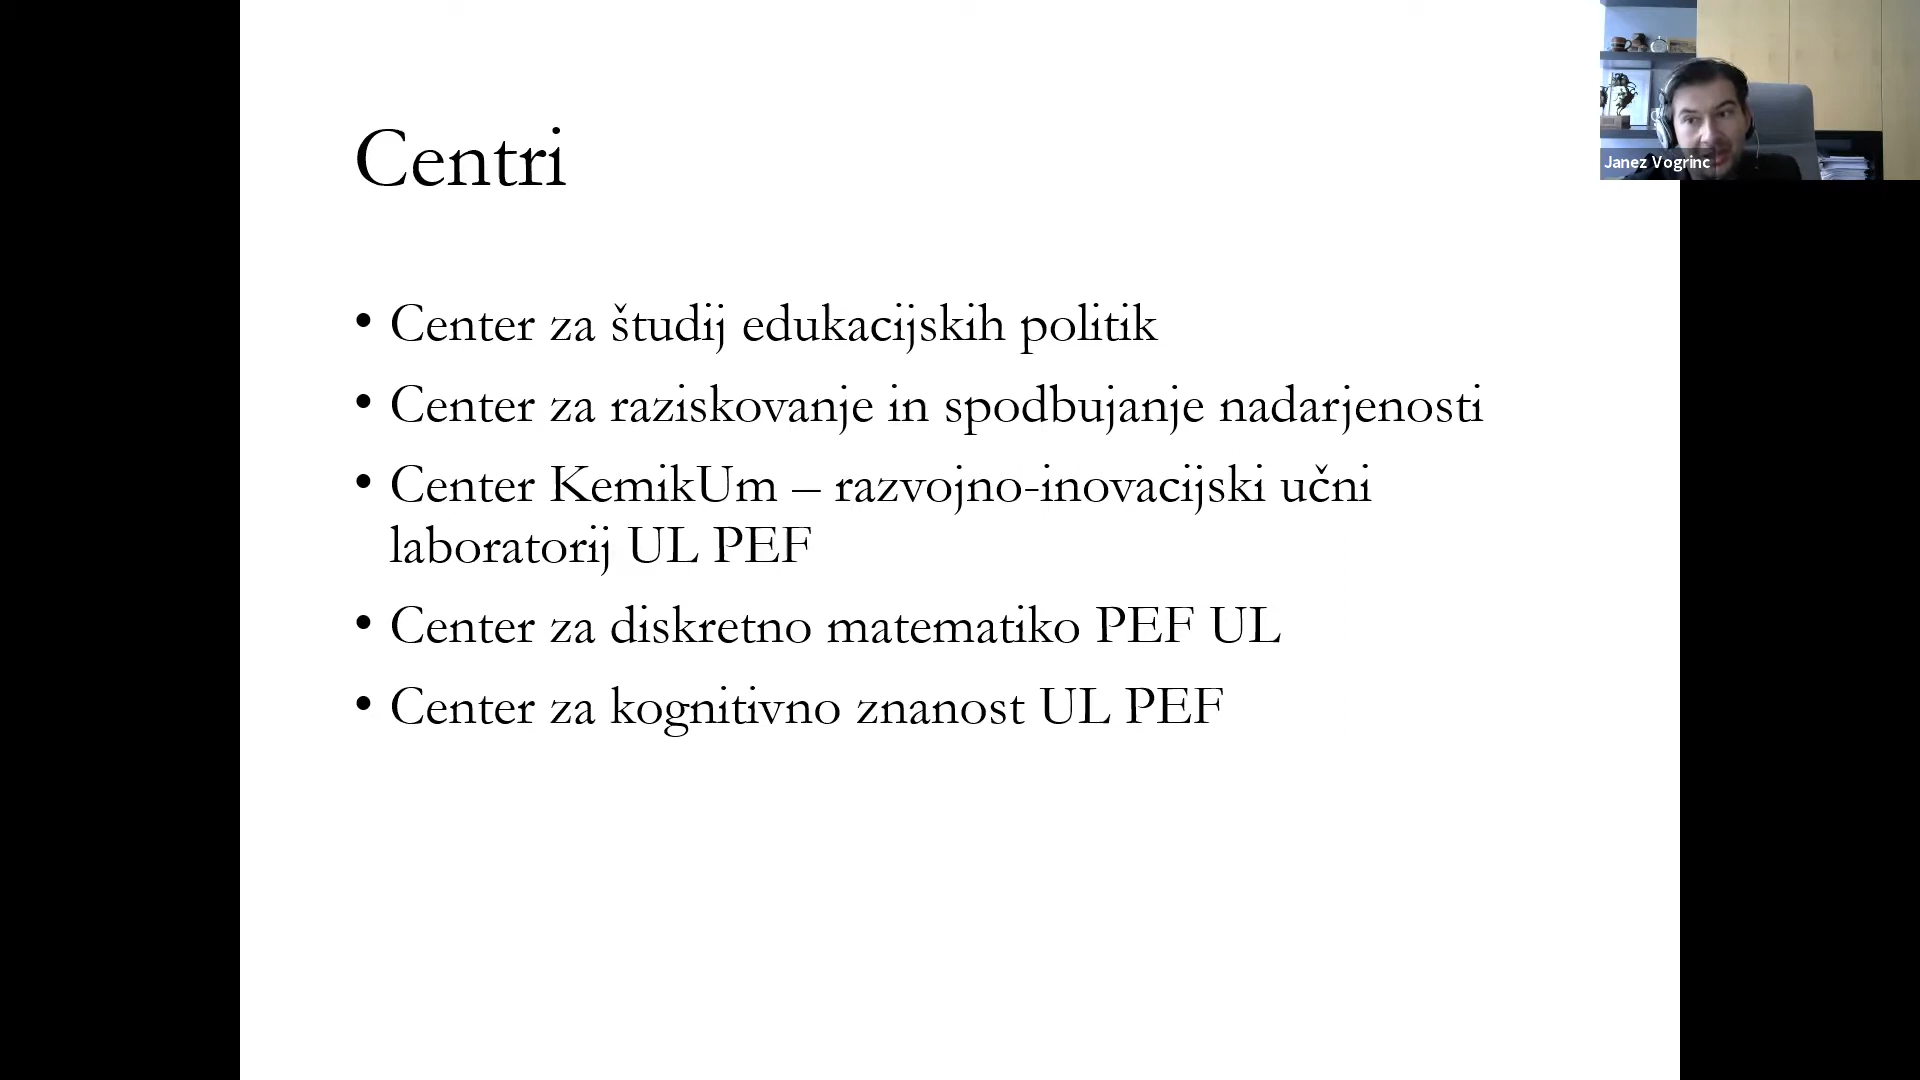 Centri
• Center za študij edukacijskih politik
• Center za raziskovanje in spodbujanje nadarjenosti
• Center KemikUm – razvojno-inovacijski učni
laboratorij UL PEF
• Center za diskretno matematiko PEF UL
• Center za kognitivno znanost UL PEF
Janez Vogrinc